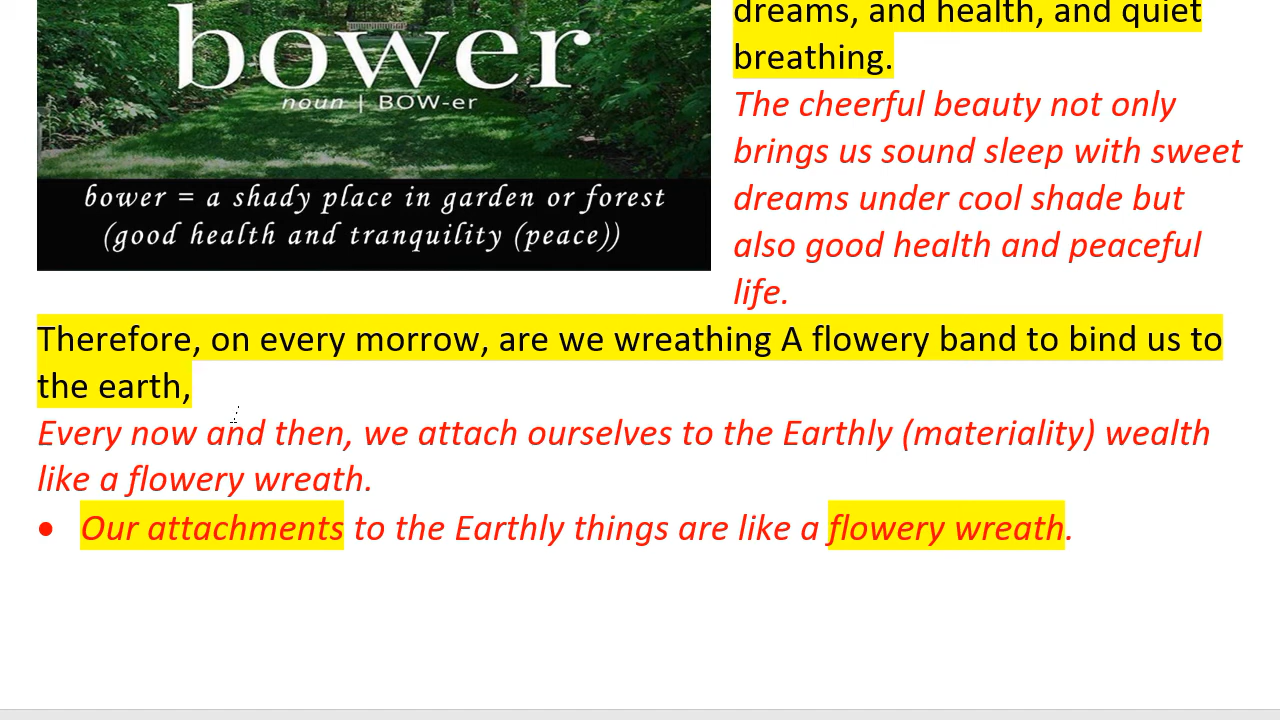 bower
noun | BOW-er
bower = a shady place in garden or forest
(good health and tranquility (peace))
dreams, and health, and quiet
breathing.
The cheerful beauty not only
brings us sound sleep with sweet
dreams under cool shade but
also good health and peaceful
life.
Therefore, on every morrow, are we wreathing A flowery band to bind us to
the earth,
Every now and then, we attach ourselves to the Earthly (materiality) wealth
like a flowery wreath.
• Our attachments to the Earthly things are like a flowery wreath.